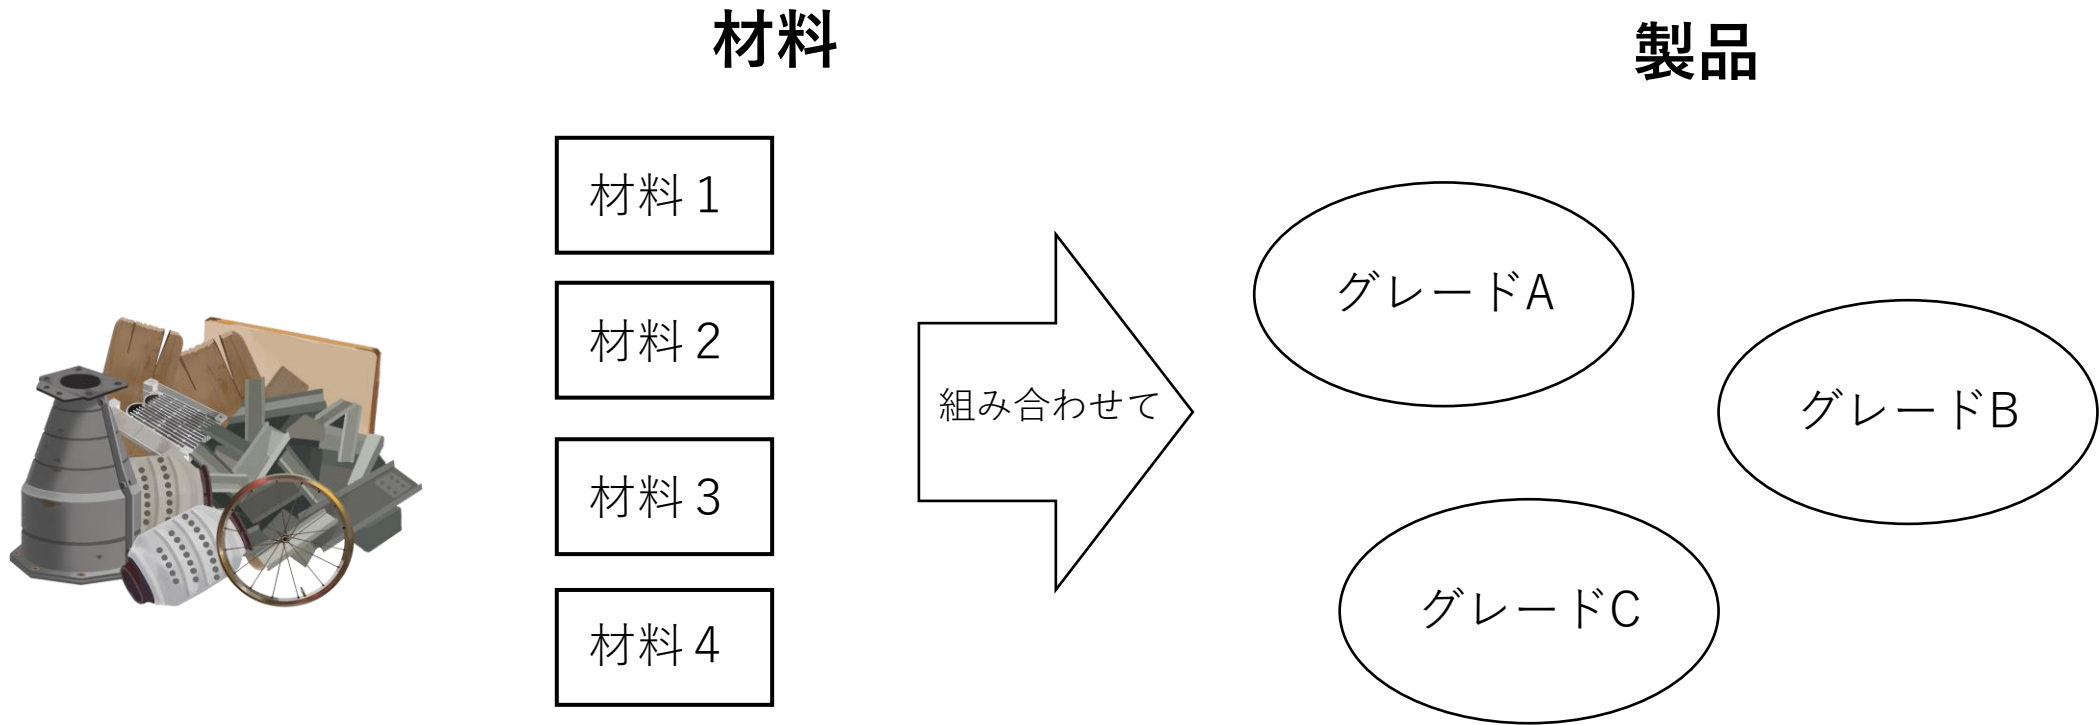 材料
製品
材料１
材料２
材料３
材料４
組み合わせて
グレードA
グレードB
グレードC